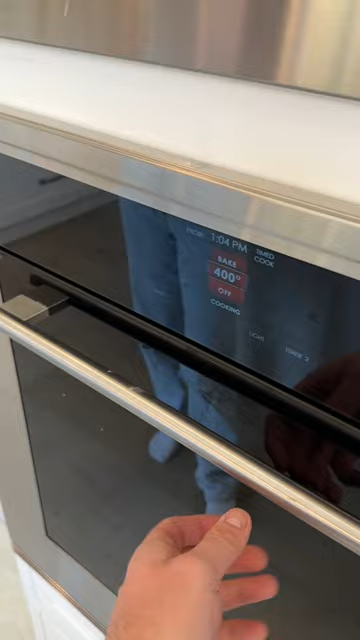 1:04 PM
TIMED
COOK
BAKE
400°
OFF
COOKING
LIGHT
TIMER 2